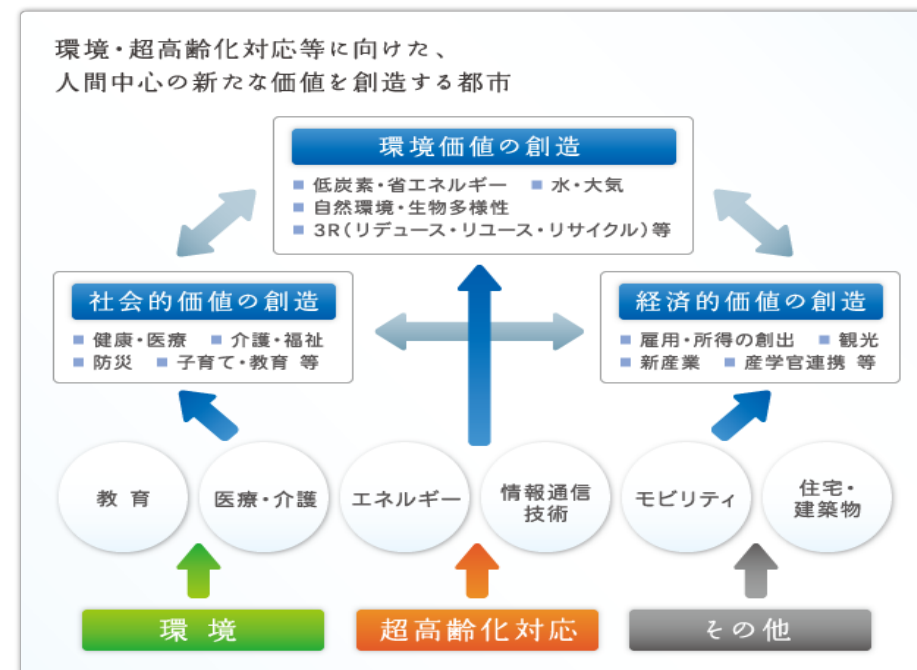 環境・超高齢化対応等に向けた、
人間中心の新たな価値を創造する都市
環境価値の創造
■ 低炭素・省エネルギー ■ 水・大気
■ 自然環境・生物多様性
■ 3R（リデュース・リユース・リサイクル）等
社会的価値の創造
■ 健康・医療 ■ 介護・福祉
■ 防災 ■ 子育て・教育 等
経済的価値の創造
■ 雇用・所得の創出 ■ 観光
■ 新産業 ■ 産学官連携 等
教育
医療・介護
エネルギー
情報通信
技術
モビリティ
住宅・
建築物
環境
超高齢化対応
その他